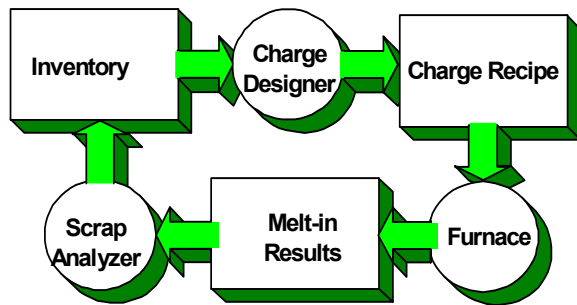 Inventory
Charge
Designer
Charge Recipe
Scrap
Analyzer
Melt-in
Results
Furnace